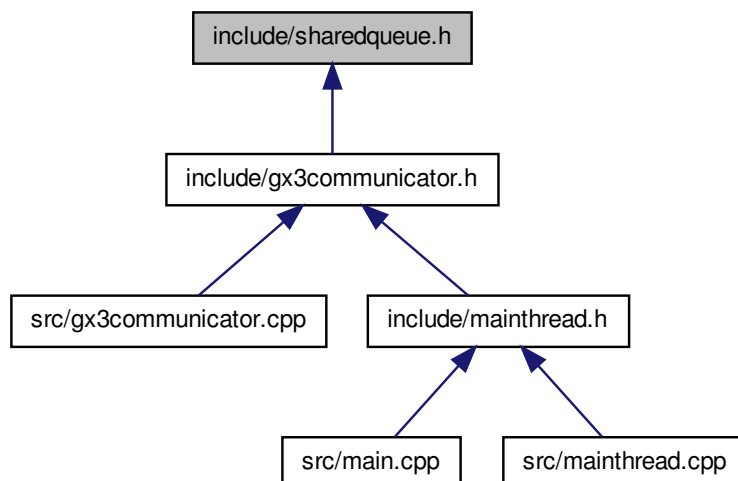 include/sharedqueue.h
include/gx3communicator.h
src/gx3communicator.cpp
include/mainthread.h
src/main.cpp
src/mainthread.cpp